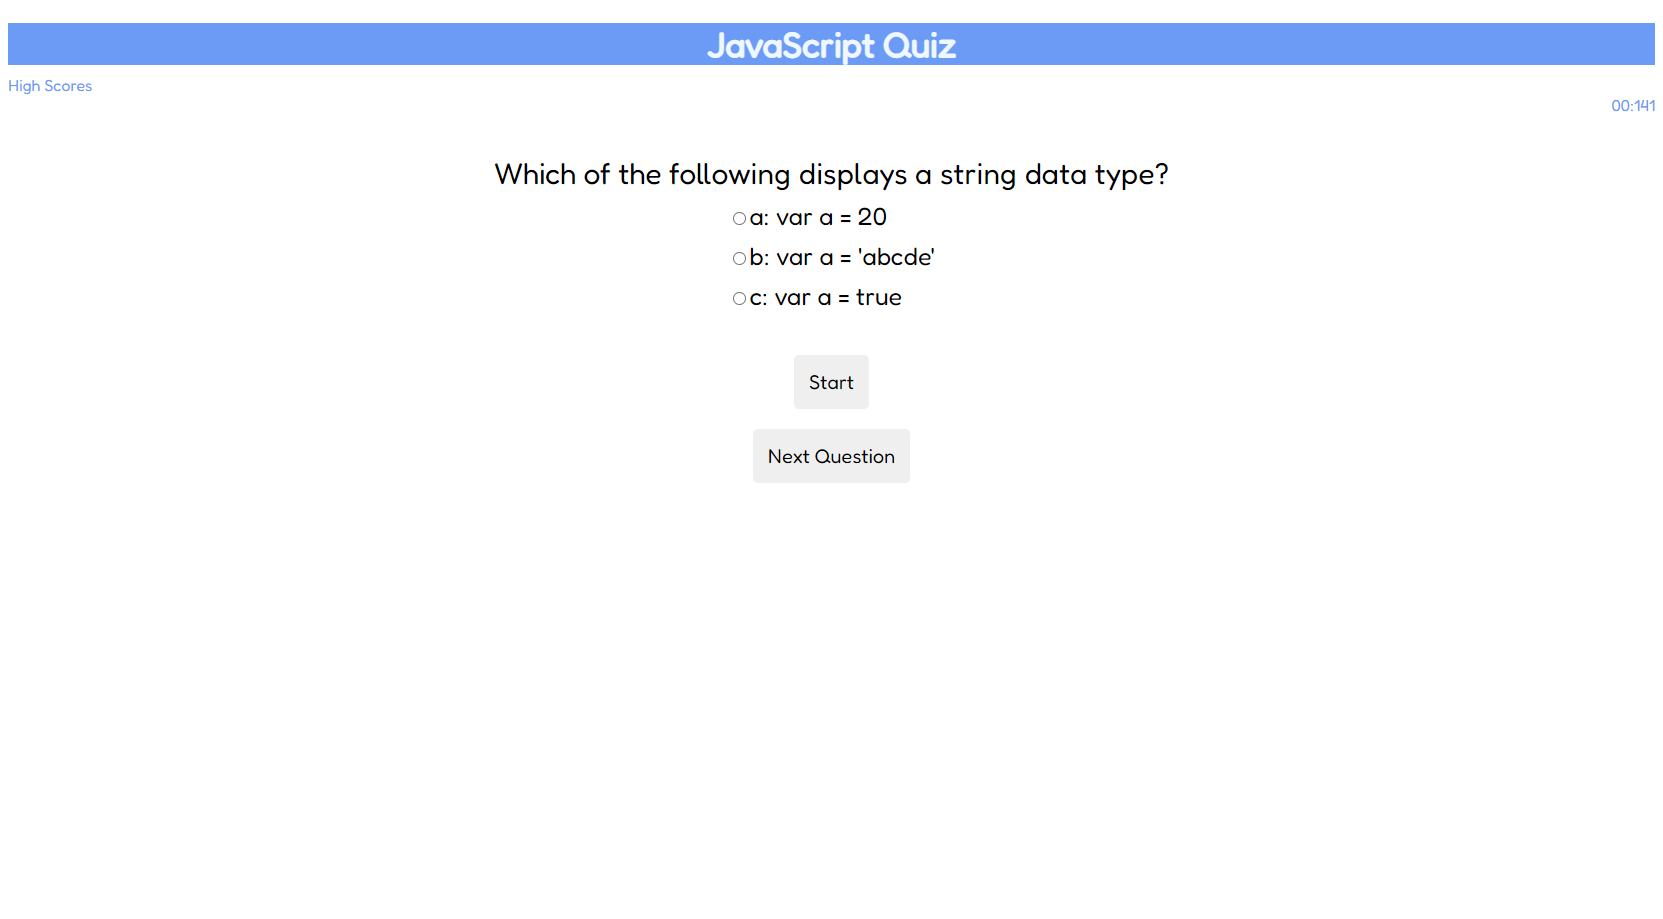 JavaScript Quiz
High Scores
00:141
Which of the following displays a string data type?
a: var a = 20
b: var a = 'abcde'
c: var a = true
Start
Next Question